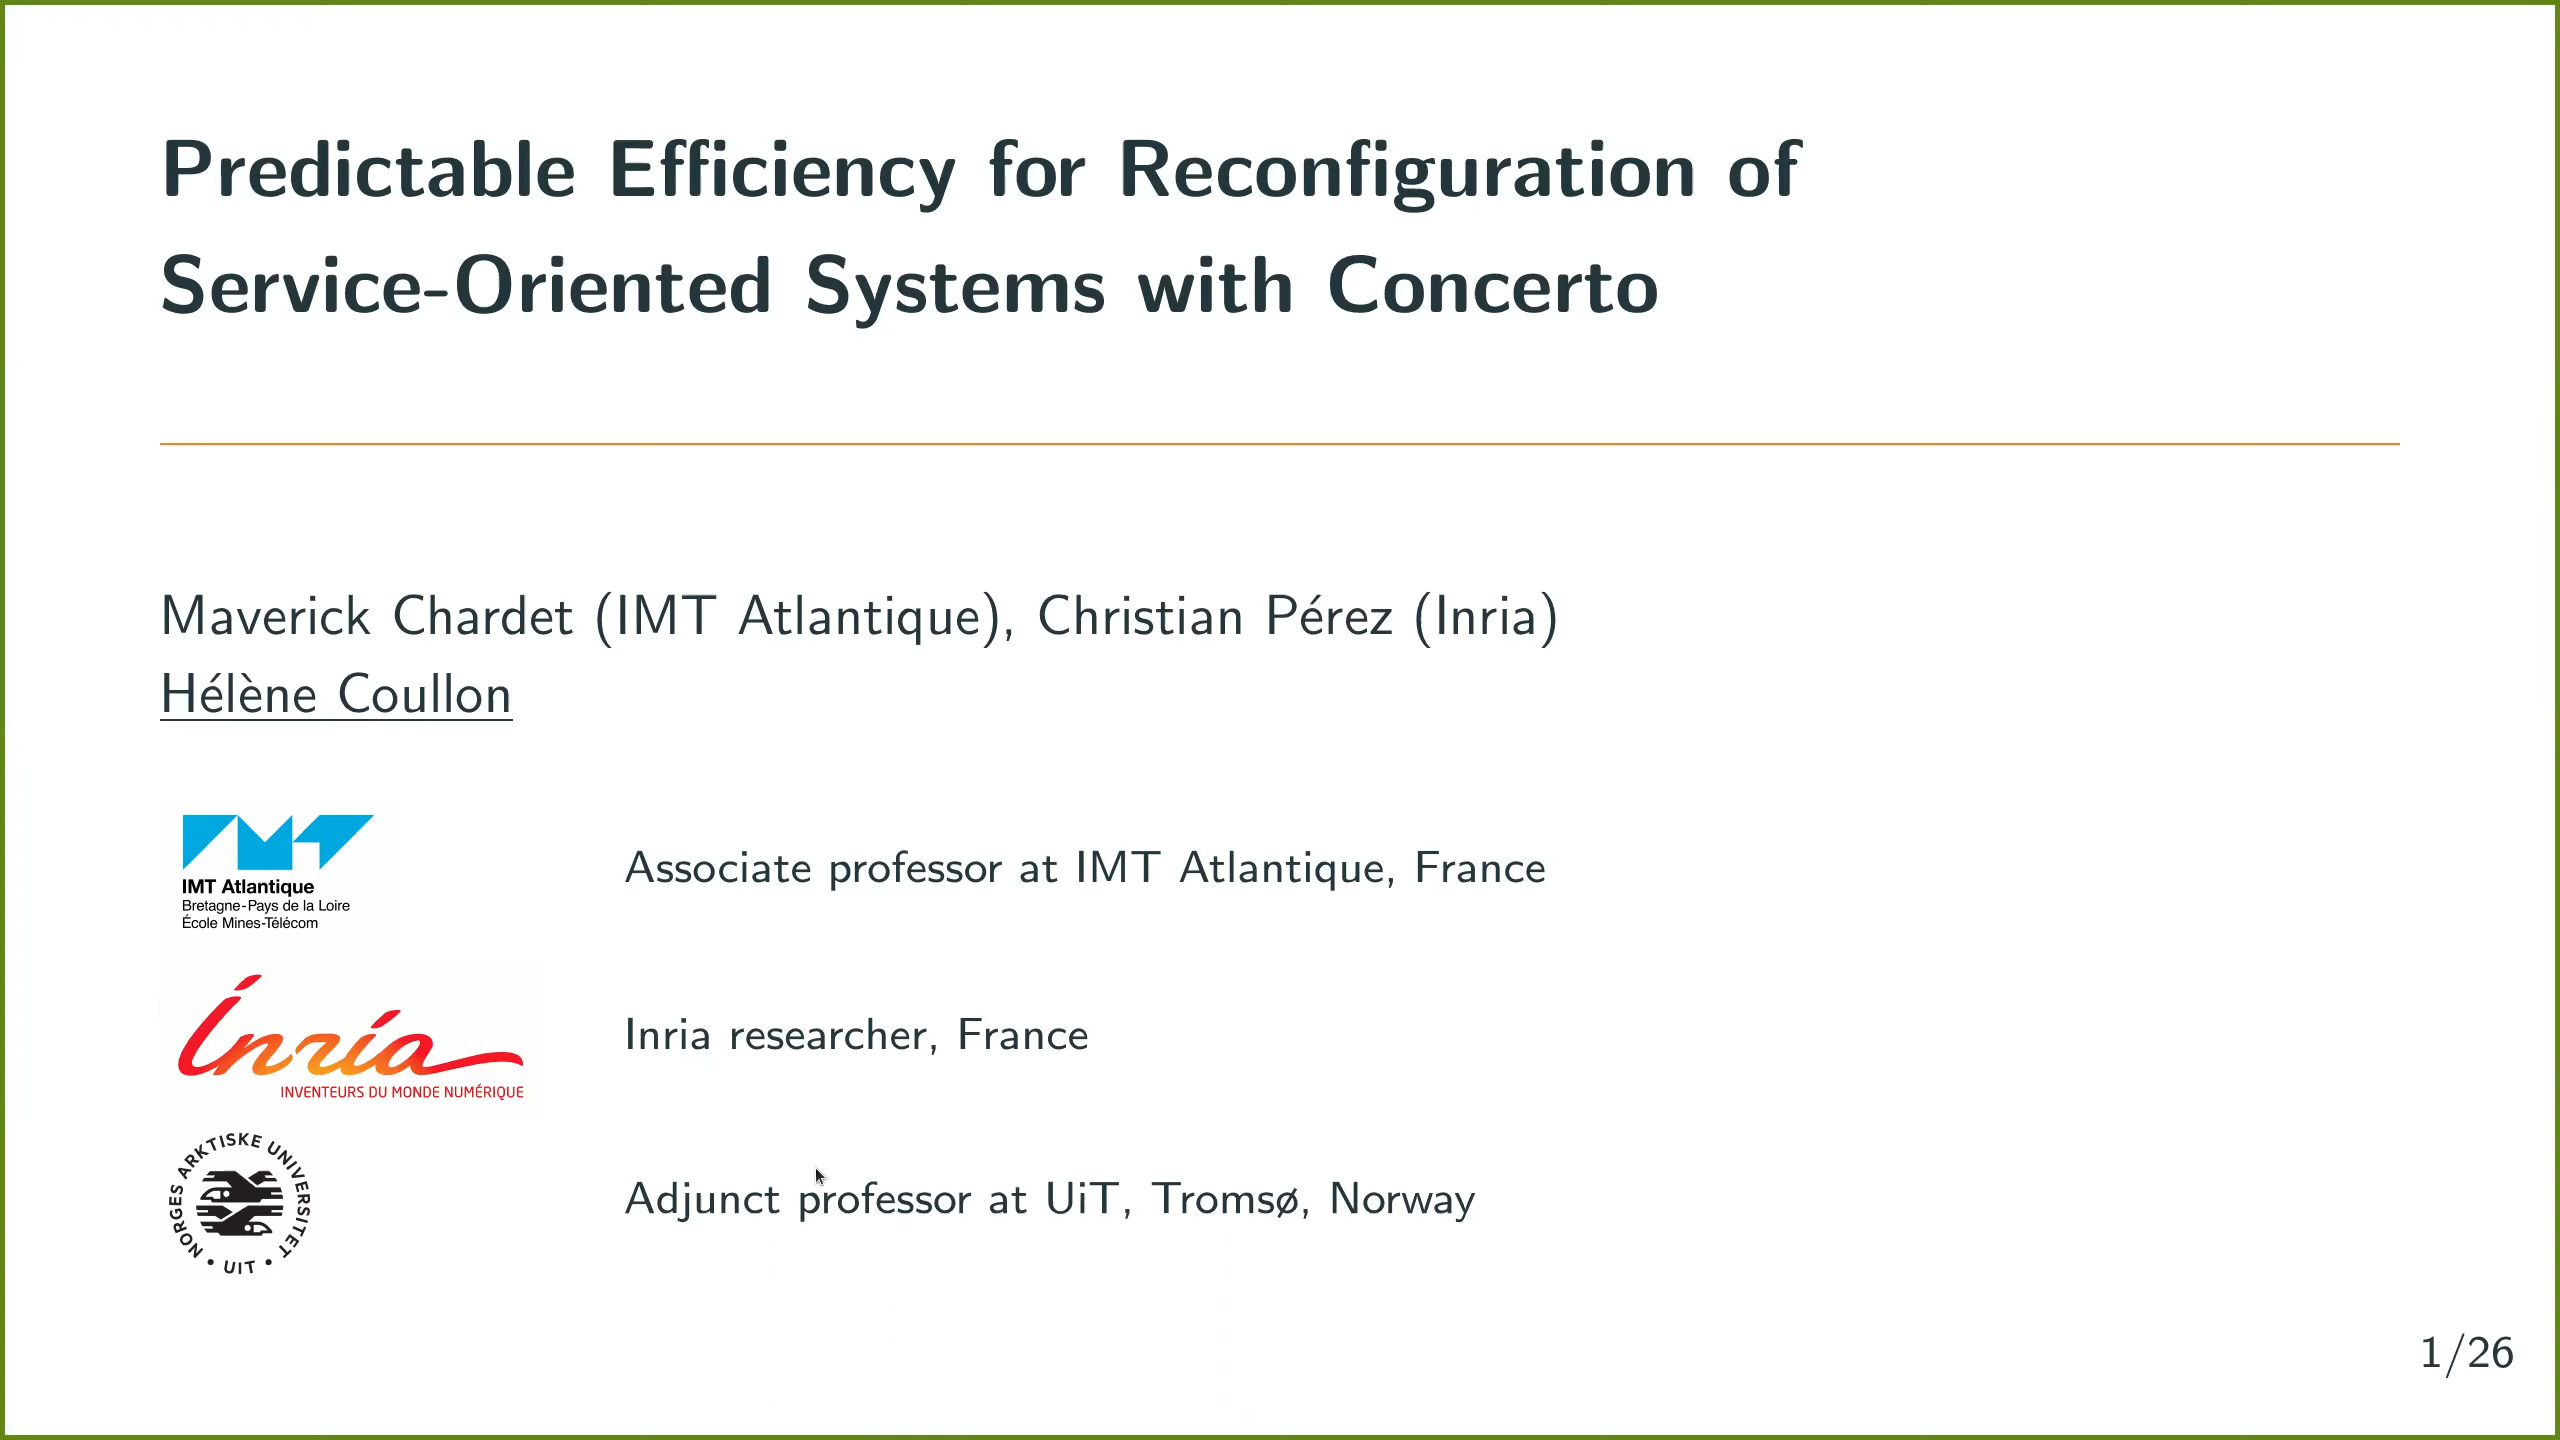 Predictable Efficiency for Reconfiguration of
Service-Oriented Systems with Concerto
Maverick Chardet (IMT Atlantique), Christian Pérez (Inria)
Hélène Coullon
IMT Atlantique
Bretagne-Pays de la Loire
École Mines-Télécom
Associate professor at IMT Atlantique, France
Inria
INVENTEURS DU MONDE NUMÉRIQUE
Inria researcher, France
NORGES ARKTISKE UNIVERSITET
• UIT •
Adjunct professor at UiT, Tromsø, Norway
1/26